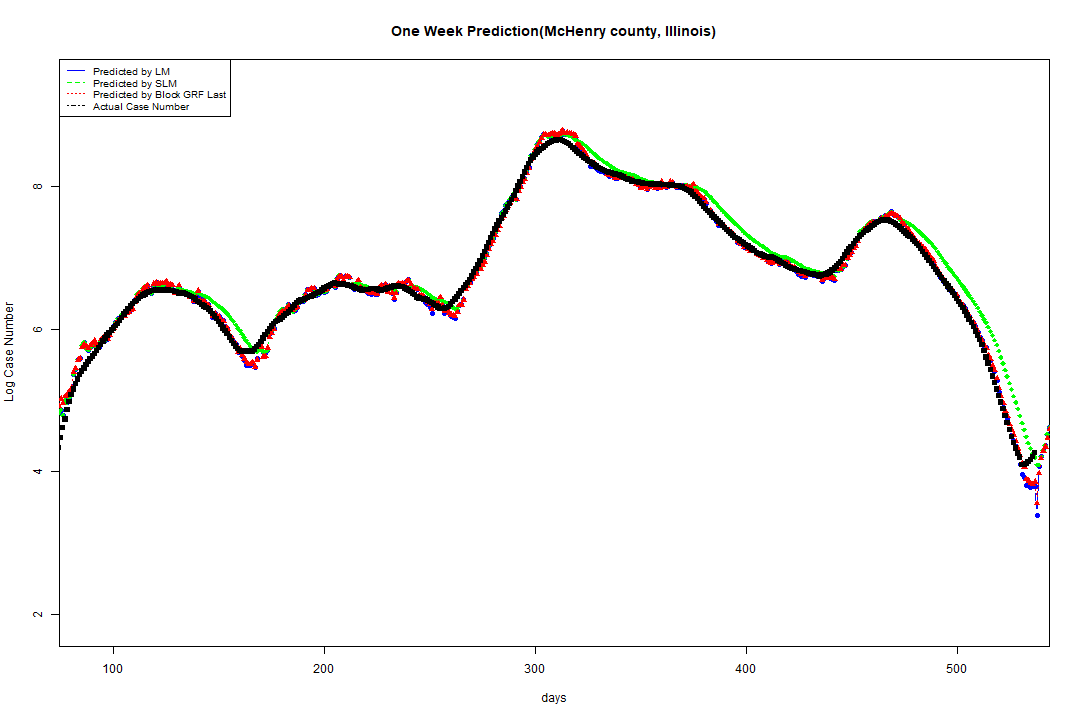 One Week Prediction(McHenry county, Illinois)
Predicted by LM
Predicted by SLM
Predicted by Block GRF Last
Actual Case Number
8
6
4
2
Log Case Number
100 200 300 400 500
days